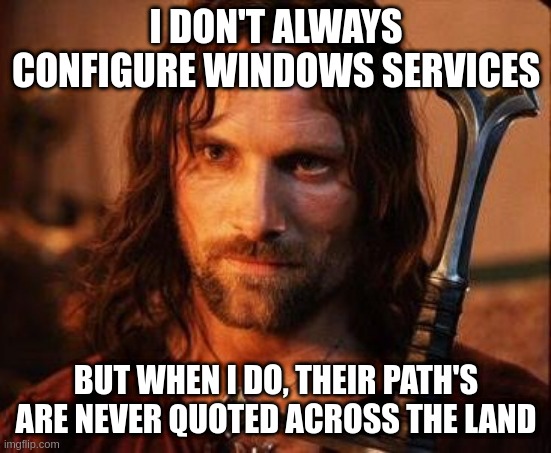 I DON'T ALWAYS
CONFIGURE WINDOWS SERVICES
BUT WHEN I DO, THEIR PATH'S
ARE NEVER QUOTED ACROSS THE LAND
imgflip.com